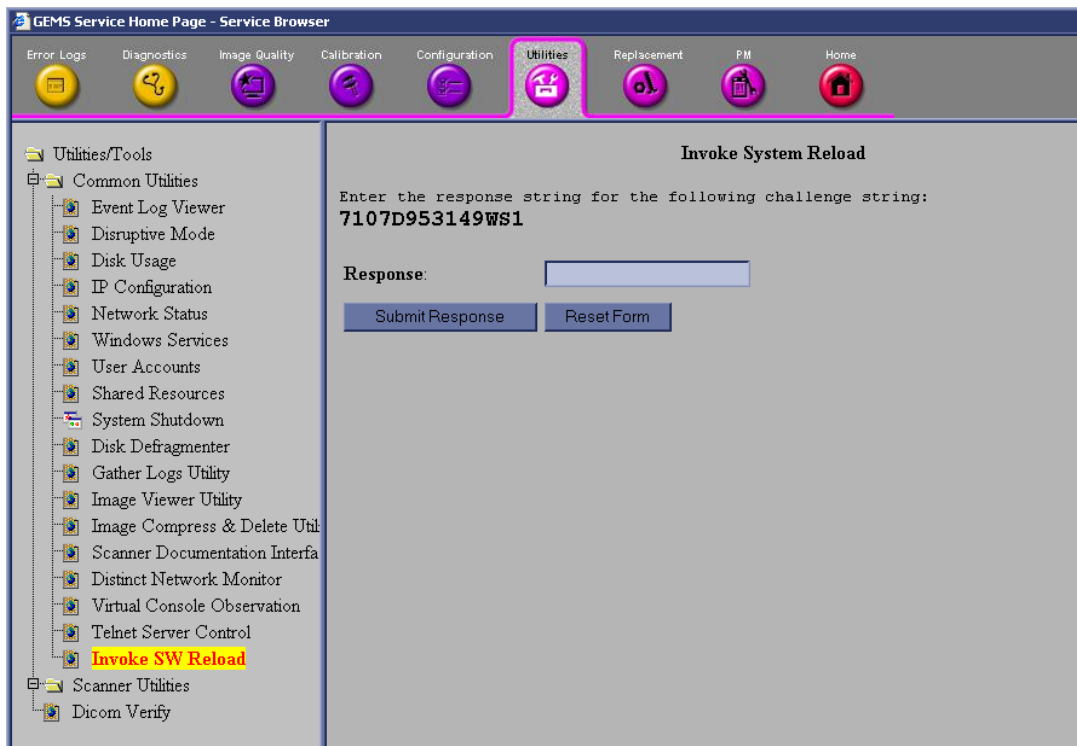 GEMS Service Home Page - Service Browser
Error Logs
Diagnostics
Image Quality
Calibration
Configuration
Utilities
Replacement
PM
Home
Utilities/Tools
Common Utilities
Event Log Viewer
Disruptive Mode
Disk Usage
IP Configuration
Network Status
Windows Services
User Accounts
Shared Resources
System Shutdown
Disk Defragmenter
Gather Logs Utility
Image Viewer Utility
Image Compress & Delete Util
Scanner Documentation Interfa
Distinct Network Monitor
Virtual Console Observation
Telnet Server Control
Invoke SW Reload
Scanner Utilities
Dicom Verify
Invoke System Reload
Enter the response string for the following challenge string:
7107D953149WS1
Response:
Submit Response
Reset Form